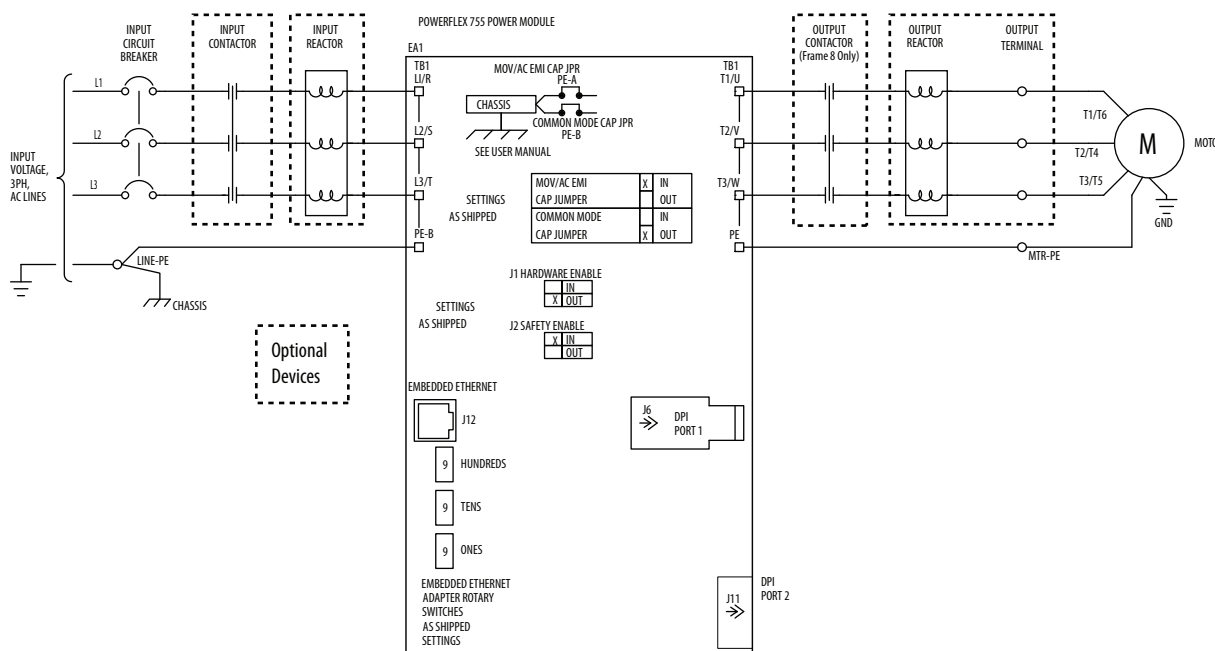 POWERFLEX 755 POWER MODULE
INPUT
CIRCUIT
BREAKER
INPUT
CONTACTOR
INPUT
REACTOR
OUTPUT
CONTACTOR
(Frame 8 Only)
OUTPUT
REACTOR
OUTPUT
TERMINAL
EA1
TB1
LI/R
MOV/AC EMI CAP JPR
PE-A
CHASSIS
COMMON MODE CAP JPR
PE-B
SEE USER MANUAL
TB1
T1/U
L1
L2
L3
L2/S
L3/T
PE-B
T2/V
T3/W
PE
INPUT
VOLTAGE,
3PH,
AC LINES
T1/T6
T2/T4
T3/T5
M
MOTO
GND
MTR-PE
SETTINGS
AS SHIPPED
MOV/AC EMI X IN
CAP JUMPER OUT
COMMON MODE IN
CAP JUMPER X OUT
LINE-PE
CHASSIS
J1 HARDWARE ENABLE
IN
X OUT
SETTINGS
AS SHIPPED
J2 SAFETY ENABLE
X IN
OUT
Optional
Devices
EMBEDDED ETHERNET
J12
J6
DPI
PORT 1
9 HUNDREDS
9 TENS
9 ONES
EMBEDDED ETHERNET
ADAPTER ROTARY
SWITCHES
AS SHIPPED
SETTINGS
J11
DPI
PORT 2